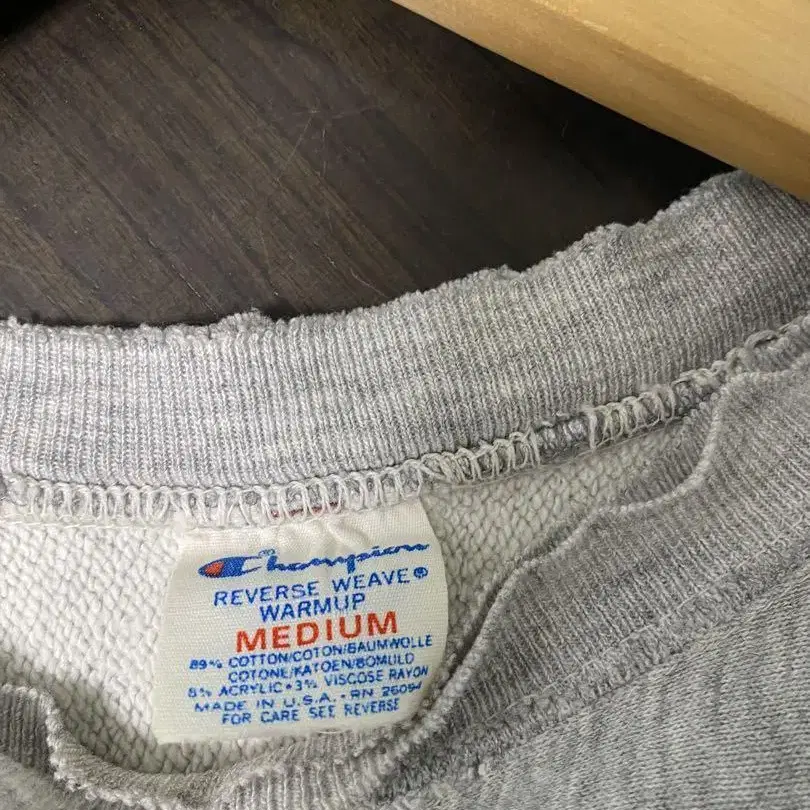 Champion®
REVERSE WEAVE®
WARMUP
MEDIUM
89% COTTON/COTON/BAUMWOLLE
COTONE/KATOEN/BOMULD
8% ACRYLIC•3% VISCOSE RAYON
MADE IN U.S.A.•RN 26094
FOR CARE SEE REVERSE